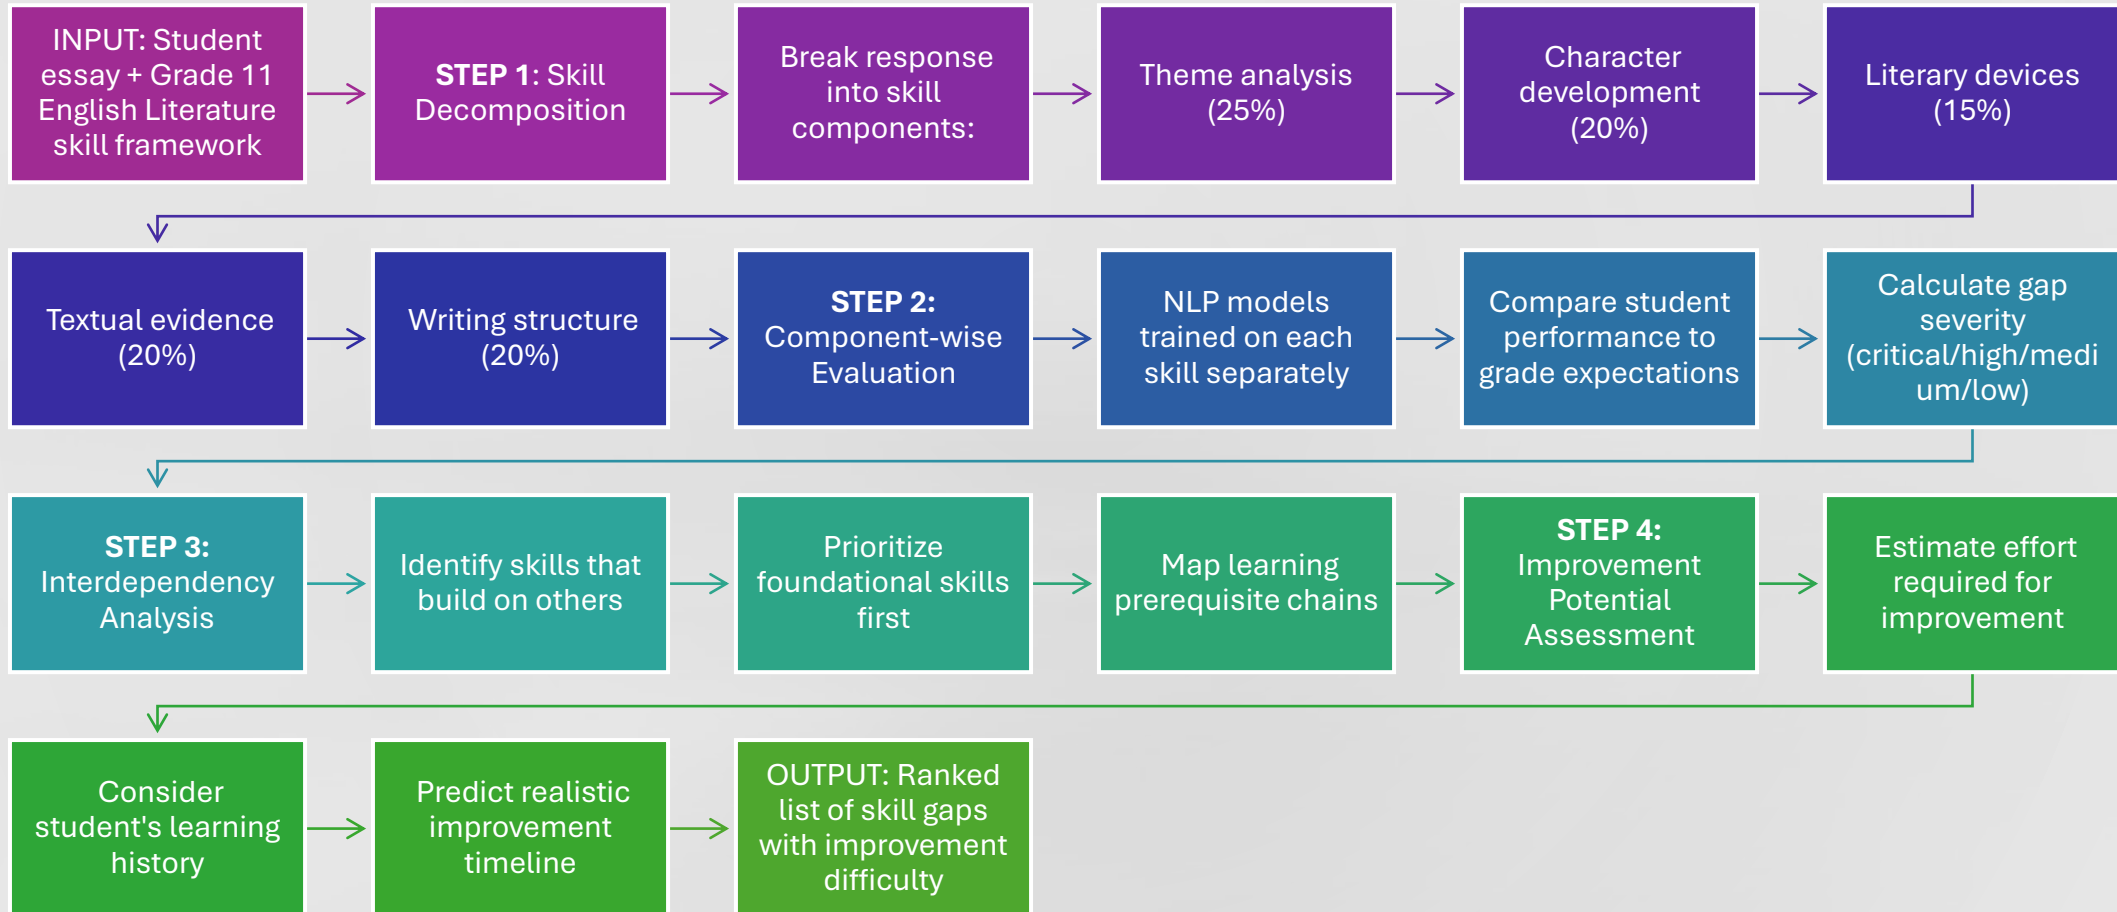 INPUT: Student
essay + Grade 11
English Literature
skill framework
STEP 1: Skill
Decomposition
Break response
into skill
components:
Theme analysis
(25%)
Character
development
(20%)
Literary devices
(15%)
Textual evidence
(20%)
Writing structure
(20%)
STEP 2:
Component-wise
Evaluation
NLP models
trained on each
skill separately
Compare student
performance to
grade expectations
Calculate gap
severity
(critical/high/medi
um/low)
STEP 3:
Interdependency
Analysis
Identify skills that
build on others
Prioritize
foundational skills
first
Map learning
prerequisite chains
STEP 4:
Improvement
Potential
Assessment
Estimate effort
required for
improvement
Consider
student's learning
history
Predict realistic
improvement
timeline
OUTPUT: Ranked
list of skill gaps
with improvement
difficulty